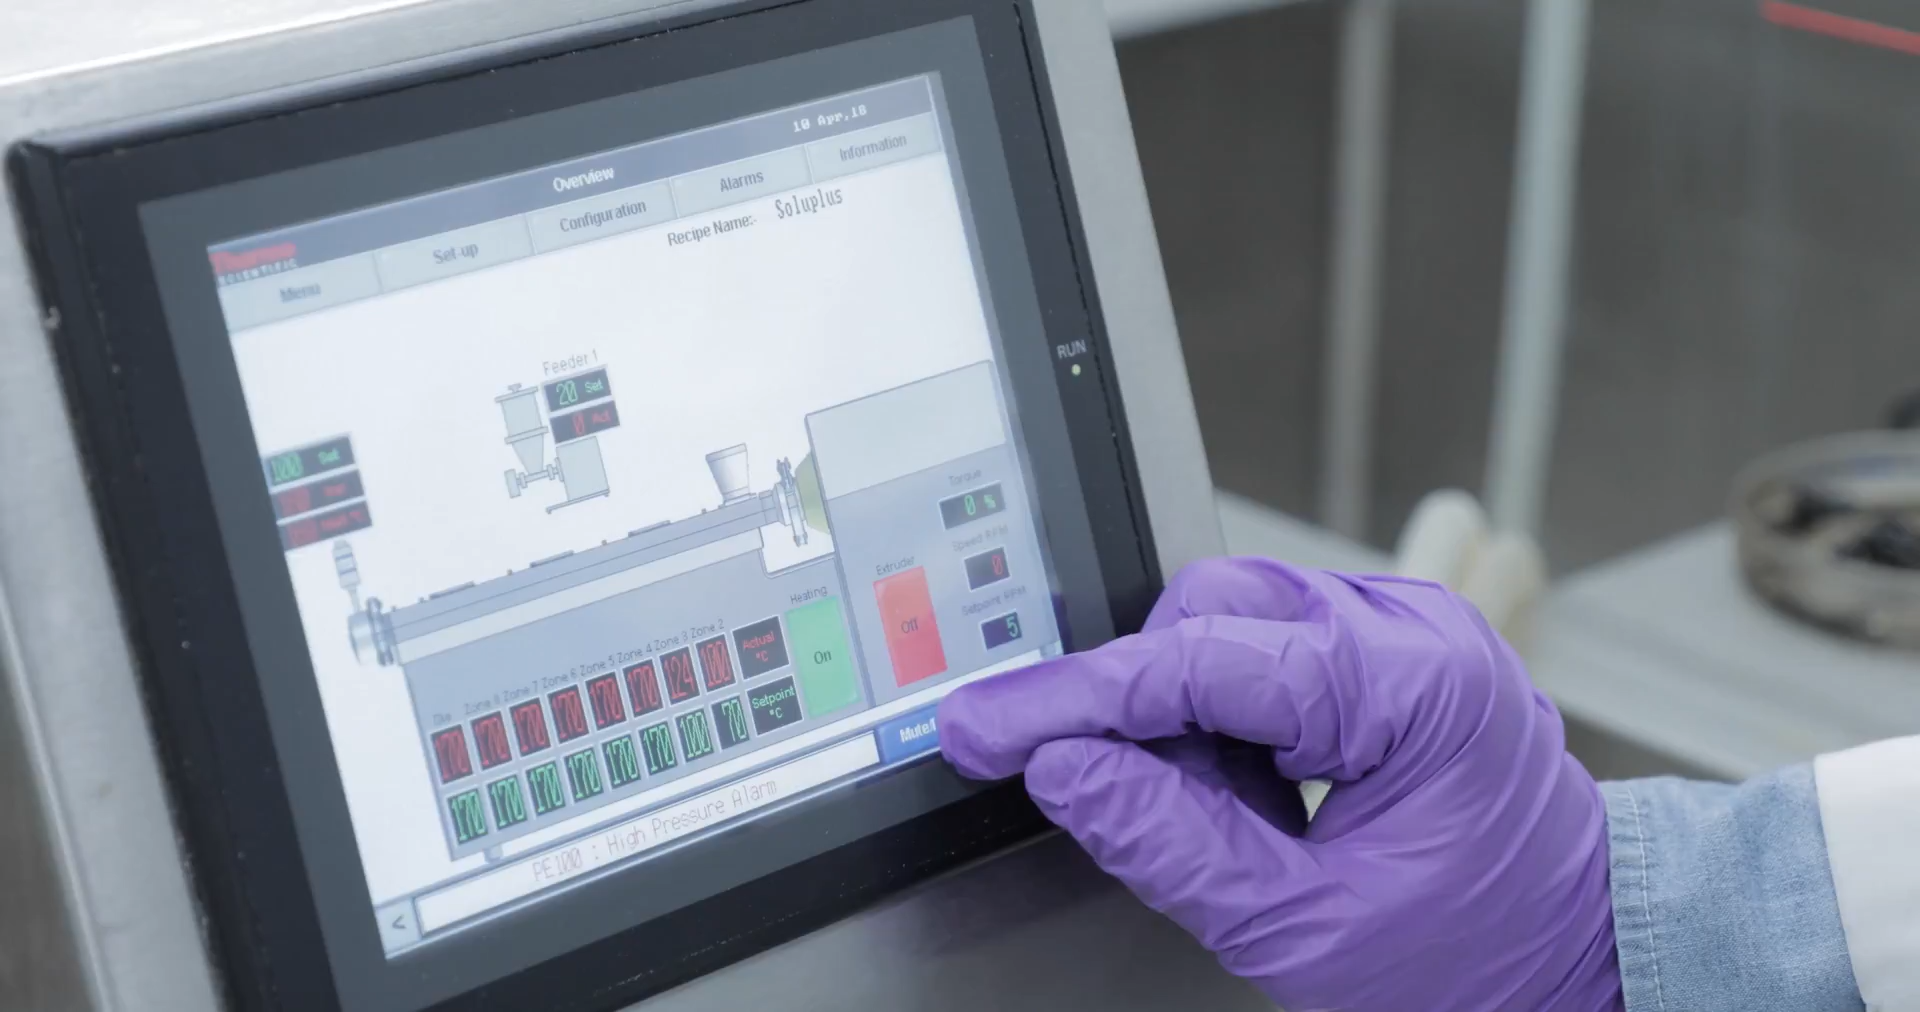 10 Apr,18
Overview
Thermo
SCIENTIFIC
Menu
Set-up
Configuration
Alarms
Information
Recipe Name:- Soluplus
Feeder 1
20 Set
0 Act
100 Set
Torque
0 %
Speed RPM
0
Setpoint RPM
5
Extruder
Off
Heating
On
Die Zone 8 Zone 7 Zone 6 Zone 5 Zone 4 Zone 3 Zone 2
170 170 170 170 170 170 124 100 Actual °C
170 170 170 170 170 170 100 70 Setpoint °C
Mute/
< PE100 : High Pressure Alarm
RUN